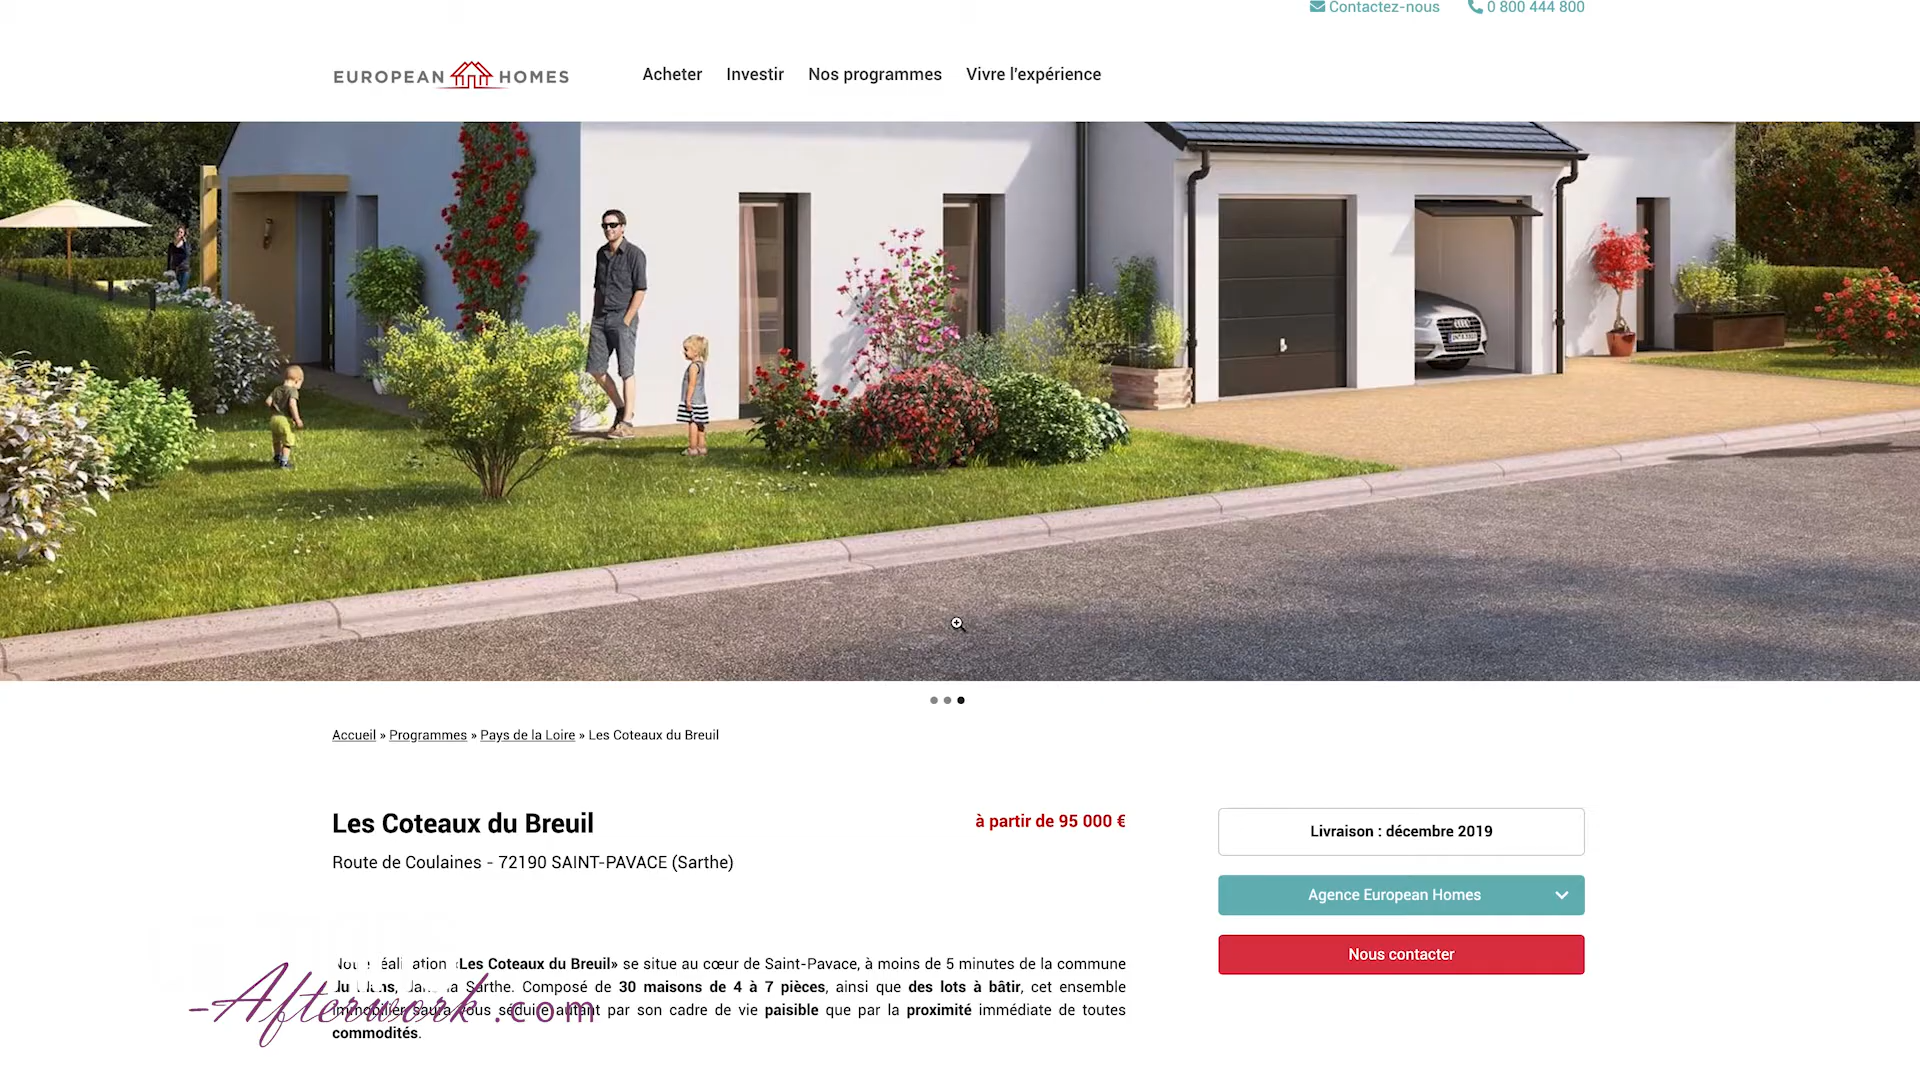 Contactez-nous 0 800 444 800
EUROPEAN HOMES Acheter Investir Nos programmes Vivre l'expérience
Accueil » Programmes » Pays de la Loire » Les Coteaux du Breuil
Les Coteaux du Breuil à partir de 95 000 €
Route de Coulaines - 72190 SAINT-PAVACE (Sarthe)
Livraison : décembre 2019
Agence European Homes
Nous contacter
«Les Coteaux du Breuil» se situe au cœur de Saint-Pavace, à moins de 5 minutes de la commune
la Sarthe. Composé de 30 maisons de 4 à 7 pièces, ainsi que des lots à bâtir, cet ensemble
immobilier saura vous séduire autant par son cadre de vie paisible que par la proximité immédiate de toutes
commodités.
-Afterwork.com